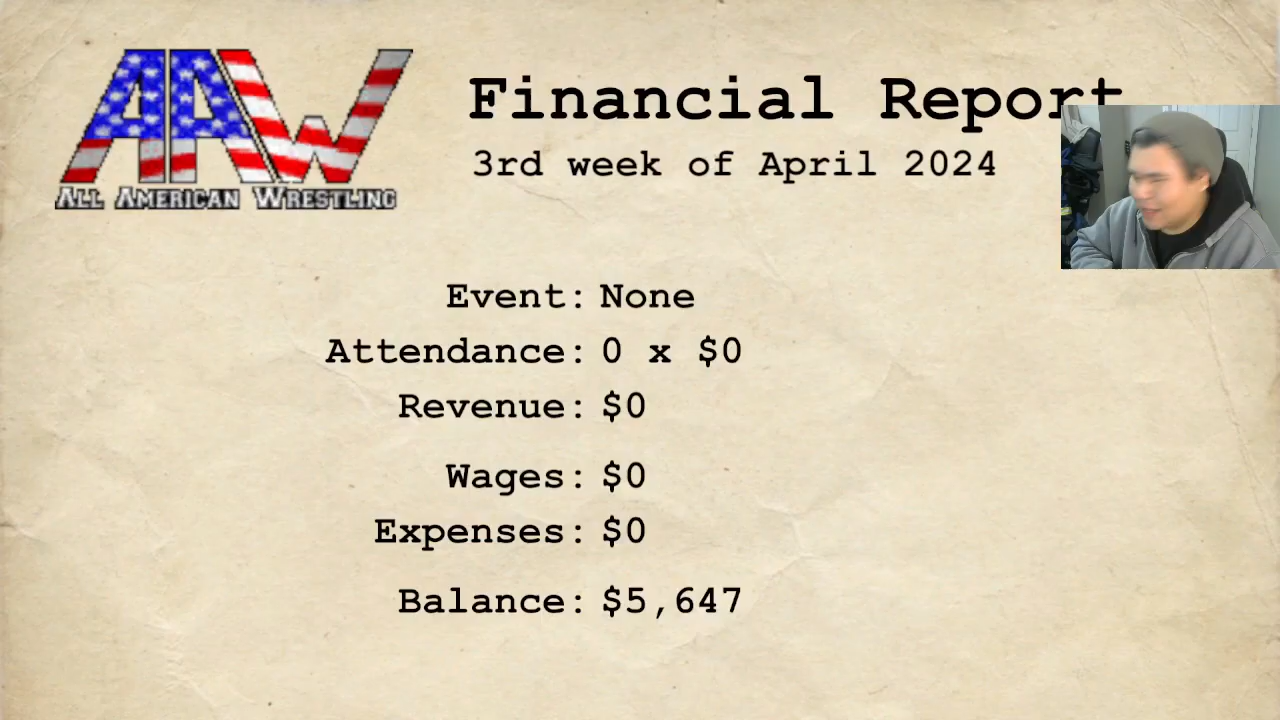 AAW
ALL AMERICAN WRESTLING
Financial Report
3rd week of April 2024
Event: None
Attendance: 0 x $0
Revenue: $0
Wages: $0
Expenses: $0
Balance: $5,647